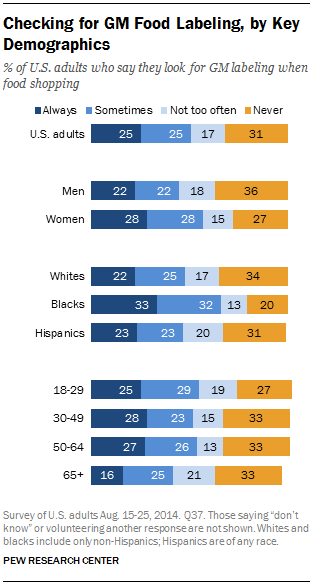 Checking for GM Food Labeling, by Key
Demographics
% of U.S. adults who say they look for GM labeling when
food shopping
Always Sometimes Not too often Never
U.S. adults 25 25 17 31
Men 22 22 18 36
Women 28 28 15 27
Whites 22 25 17 34
Blacks 33 32 13 20
Hispanics 23 23 20 31
18-29 25 29 19 27
30-49 28 23 15 33
50-64 27 26 13 33
65+ 16 25 21 33
Survey of U.S. adults Aug. 15-25, 2014. Q37. Those saying "don't
know" or volunteering another response are not shown. Whites and
blacks include only non-Hispanics; Hispanics are of any race.
PEW RESEARCH CENTER